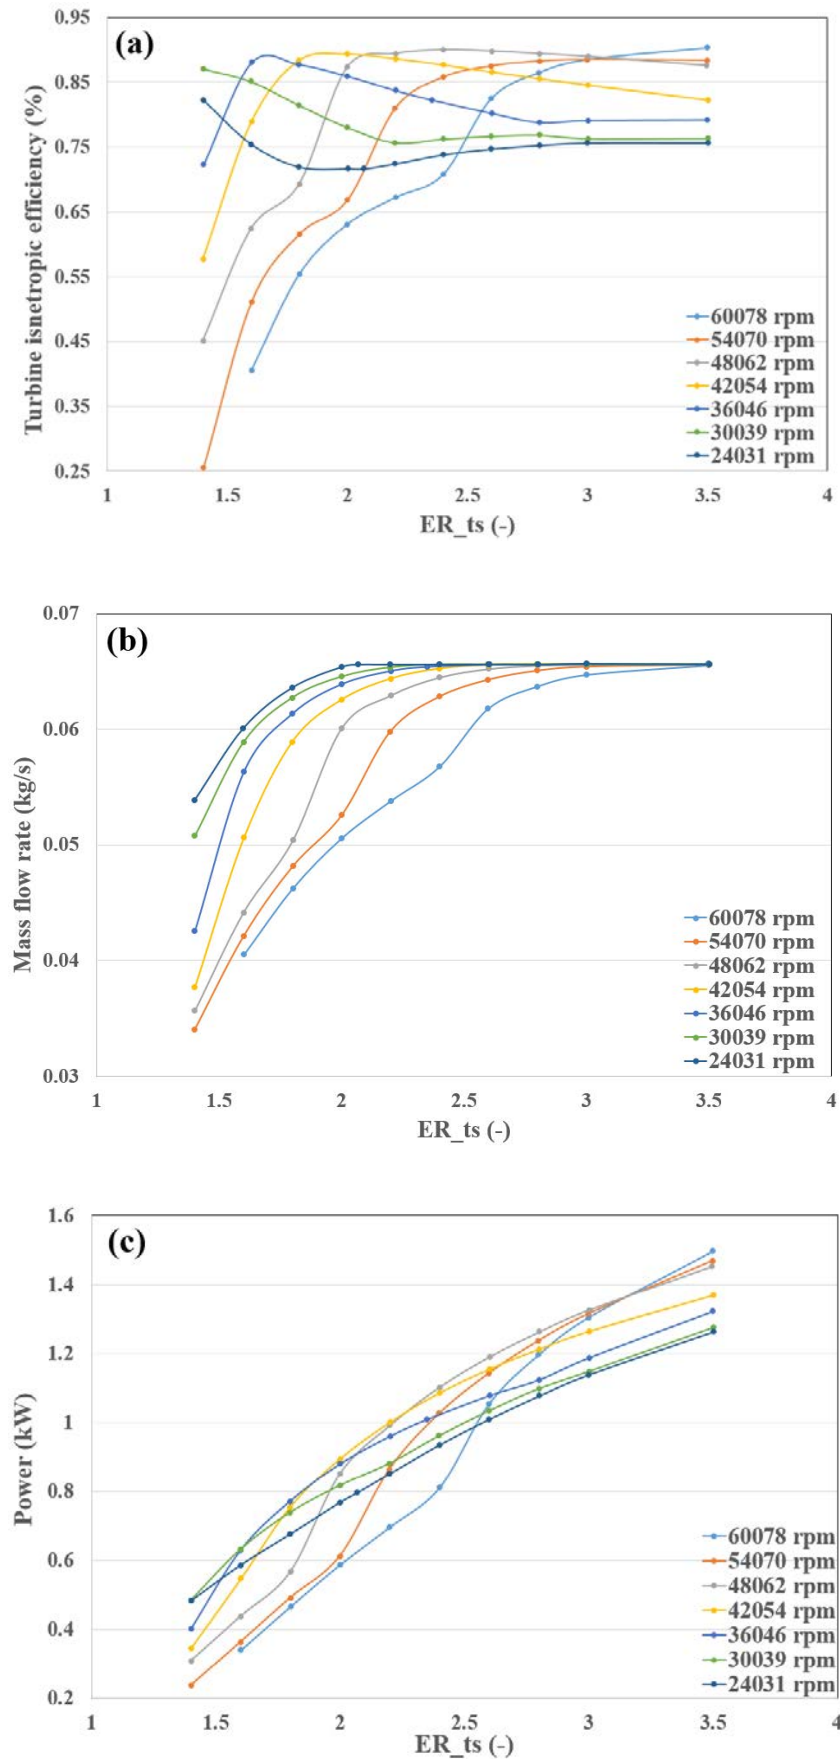 (a)
Turbine isnetropic efficiency (%)
0.95
0.85
0.75
0.65
0.55
0.45
0.35
0.25
60078 rpm
54070 rpm
48062 rpm
42054 rpm
36046 rpm
30039 rpm
24031 rpm
1
1.5
2
2.5
3
3.5
4
ER_ts (-)
(b)
Mass flow rate (kg/s)
0.07
0.06
0.05
0.04
0.03
60078 rpm
54070 rpm
48062 rpm
42054 rpm
36046 rpm
30039 rpm
24031 rpm
1
1.5
2
2.5
3
3.5
4
ER_ts (-)
(c)
Power (kW)
1.6
1.4
1.2
1
0.8
0.6
0.4
0.2
60078 rpm
54070 rpm
48062 rpm
42054 rpm
36046 rpm
30039 rpm
24031 rpm
1
1.5
2
2.5
3
3.5
4
ER_ts (-)